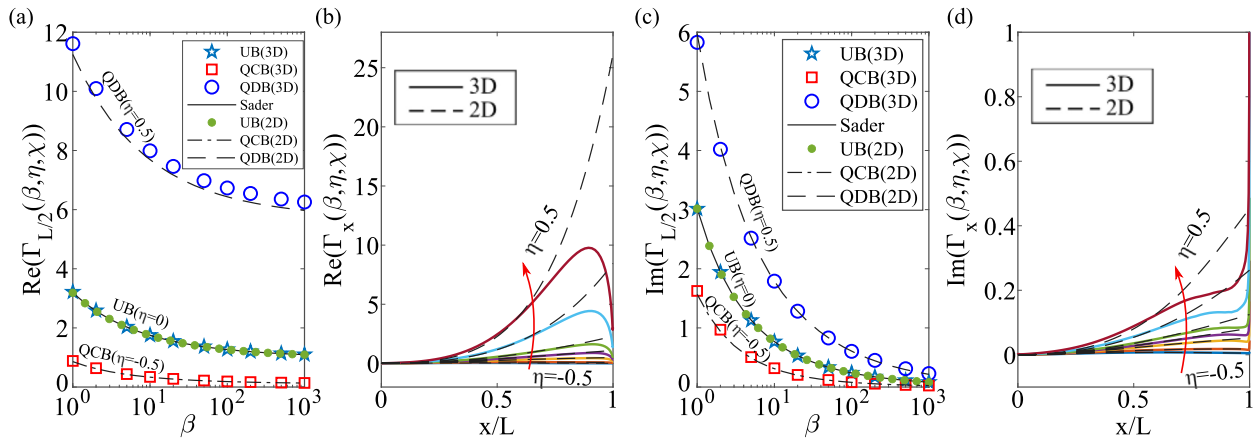 (a)
Re(Γ_{L/2}(β,η,χ))
12
10
8
6
4
2
0
10^0
10^1
10^2
10^3
β
UB(3D)
QCB(3D)
QDB(3D)
Sader
UB(2D)
QCB(2D)
QDB(2D)
QDB(η=0.5)
UB(η=0)
QCB(η=-0.5)
(b)
Re(Γ_x(β,η,χ))
25
20
15
10
5
0
0
0.5
1
x/L
3D
2D
η=0.5
η=-0.5
(c)
Im(Γ_{L/2}(β,η,χ))
6
5
4
3
2
1
0
10^0
10^1
10^2
10^3
β
UB(3D)
QCB(3D)
QDB(3D)
Sader
UB(2D)
QCB(2D)
QDB(2D)
QDB(η=0.5)
UB(η=0)
QCB(η=-0.5)
(d)
Im(Γ_x(β,η,χ))
1
0.8
0.6
0.4
0.2
0
0
0.5
1
x/L
3D
2D
η=0.5
η=-0.5